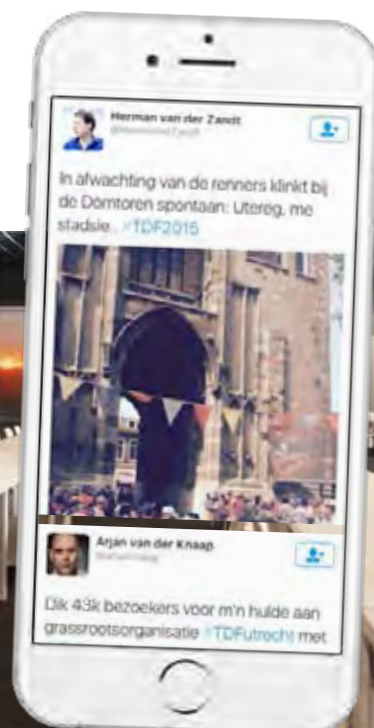 Herman van der Zandt
In afwachting van de renners klinkt bij
de Domtoren spontaan: Utereg, me
stadsie.. #TDF2015
Arjan van der Knaap
Dik 43k bezoekers voor m'n hulde aan
grassrootsorganisatie #TDFutrecht met